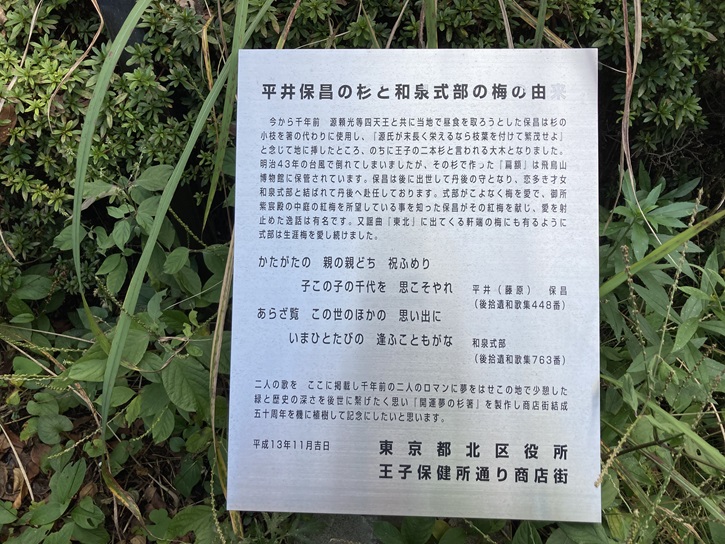 平井保昌の杉と和泉式部の梅の由来
今から千年前　源頼光等四天王と共に当地で昼食を取ろうとした保昌は杉
の小枝を箸の代わりに使用し、「源氏が末長く栄えるなら枝葉を付けて繁茂せよ」
と念じて地に挿したところ、のちに王子の二本杉と言われる大木となりました。
明治43年の台風で倒れてしまいましたが、その杉で作った『扁額』は飛鳥山
博物館に保管されています。保昌は後に出世して丹後の守となり、恋多き才女
和泉式部と結ばれて丹後へ赴任しております。式部がこよなく梅を愛で、御所
紫宸殿の中庭の紅梅を所望している事を知った保昌がその紅梅を献じ、愛を射
止めた逸話は有名です。又謡曲『東北』に出てくる軒端の梅にも有るように
式部は生涯梅を愛し続けました。
かたがたの　親の親どち　祝ふめり
子この子の千代を　思こそやれ　平井（藤原）　保昌
（後拾遺和歌集448番）
あらざ覧　この世のほかの　思い出に
いまひとたびの　逢ふこともがな　和泉式部
（後拾遺和歌集763番）
二人の歌を　ここに掲載し千年前の二人のロマンに夢をはせこの地で少憩した
緑と歴史の深さを後世に繋げたく思い『開運夢の杉箸』を製作し商店街結成
五十周年を機に植樹して記念にしたいと思います。
平成13年11月吉日　東京都北区役所
王子保健所通り商店街